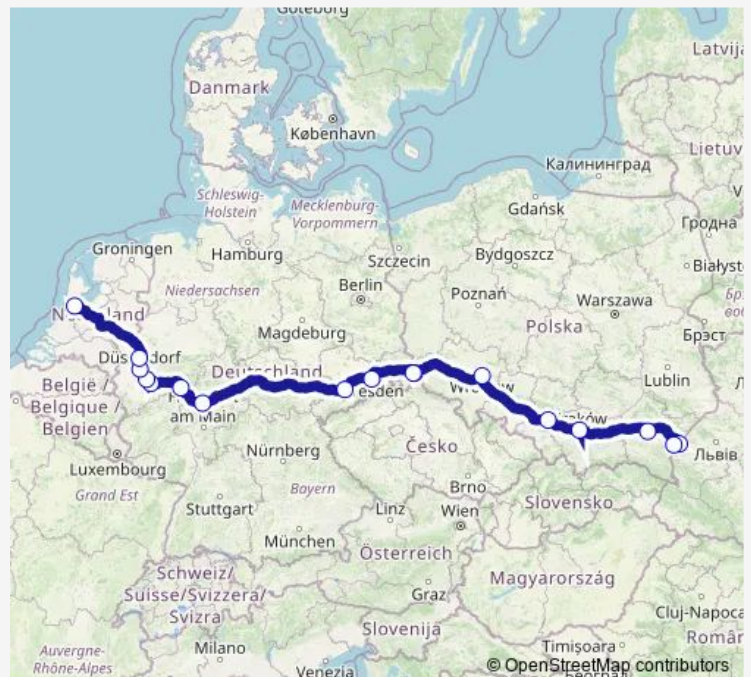 Göteborg
Latvija
Danmark
København
Lietuv
Калининград
Schleswig-
Holstein
Mecklenburg-
Vorpommern
Gdańsk
Гродна
Groningen
Hamburg
Szczecin
Bydgoszcz
Białyst
Niedersachsen
Berlin
Poznań
Warszawa
Брэст
Magdeburg
Polska
Lublin
België /
Belgique /
Belgien
Deutschland
am Main
Львів
Luxembourg
Nürnberg
Česko
Grand Est
Bayern
Brno
Slovensko
Stuttgart
Linz
Wien
München
Österreich
Schweiz/
Suisse/Svizzera/
Svizra
Magyarország
Graz
Cluj-Napoca
Slovenija
Român
Auvergne-
Rhône-Alpes
Milano
Timișoara
Venezia
© OpenStreetMap contributors